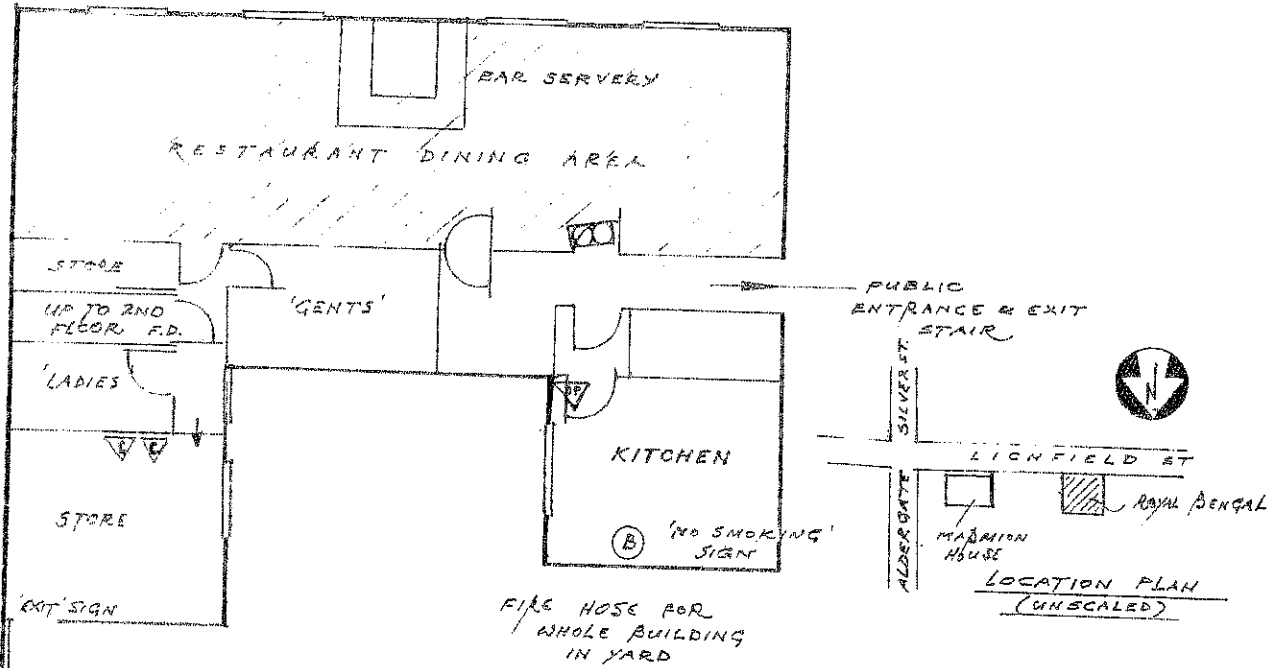 BAR SERVERY
RESTAURANT DINING AREA
STORE
UP TO 2ND
FLOOR F.D.
'GENTS'
'LADIES
PUBLIC
ENTRANCE & EXIT
STAIR
KITCHEN
B
'NO SMOKING'
SIGN
STORE
'EXIT' SIGN
FIRE HOSE FOR
WHOLE BUILDING
IN YARD
N
SILVER ST.
LICHFIELD ST
ALDERGATE
MARMION
HOUSE
ROYAL BENGAL
LOCATION PLAN
(UNSCALED)